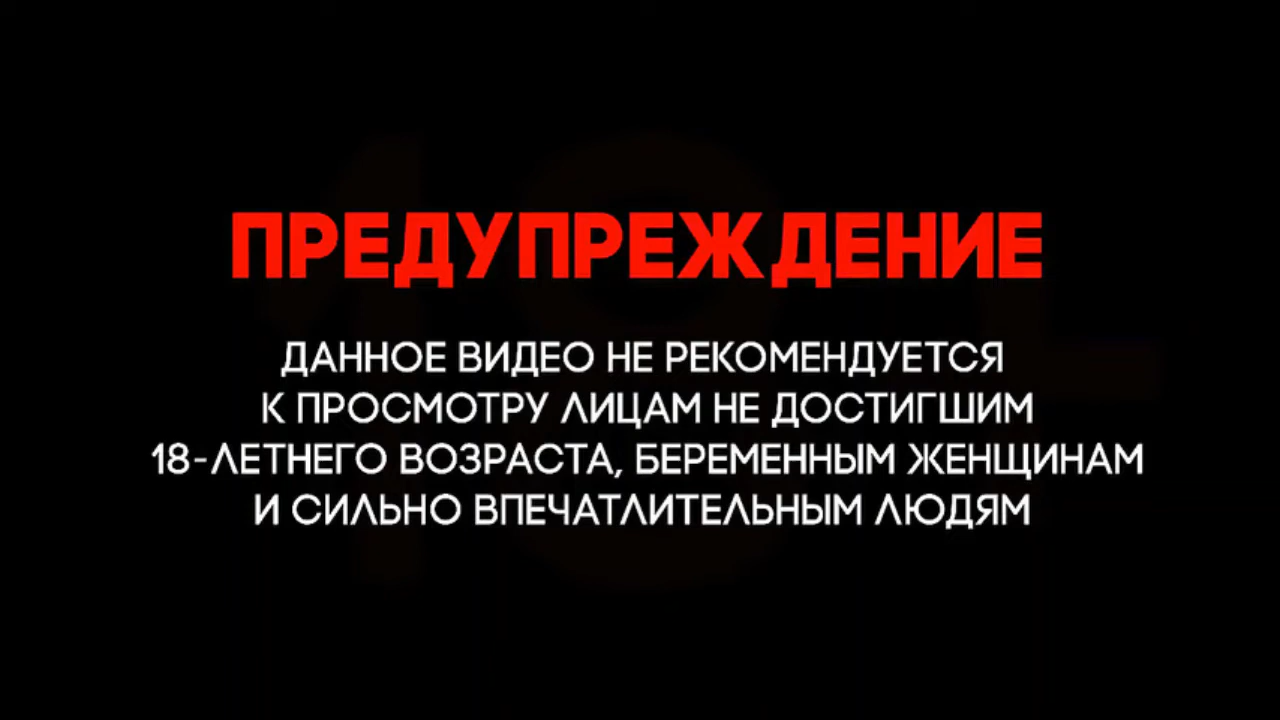 ПРЕДУПРЕЖДЕНИЕ
ДАННОЕ ВИДЕО НЕ РЕКОМЕНДУЕТСЯ
К ПРОСМОТРУ ЛИЦАМ НЕ ДОСТИГШИМ
18-ЛЕТНЕГО ВОЗРАСТА, БЕРЕМЕННЫМ ЖЕНЩИНАМ
И СИЛЬНО ВПЕЧАТЛИТЕЛЬНЫМ ЛЮДЯМ